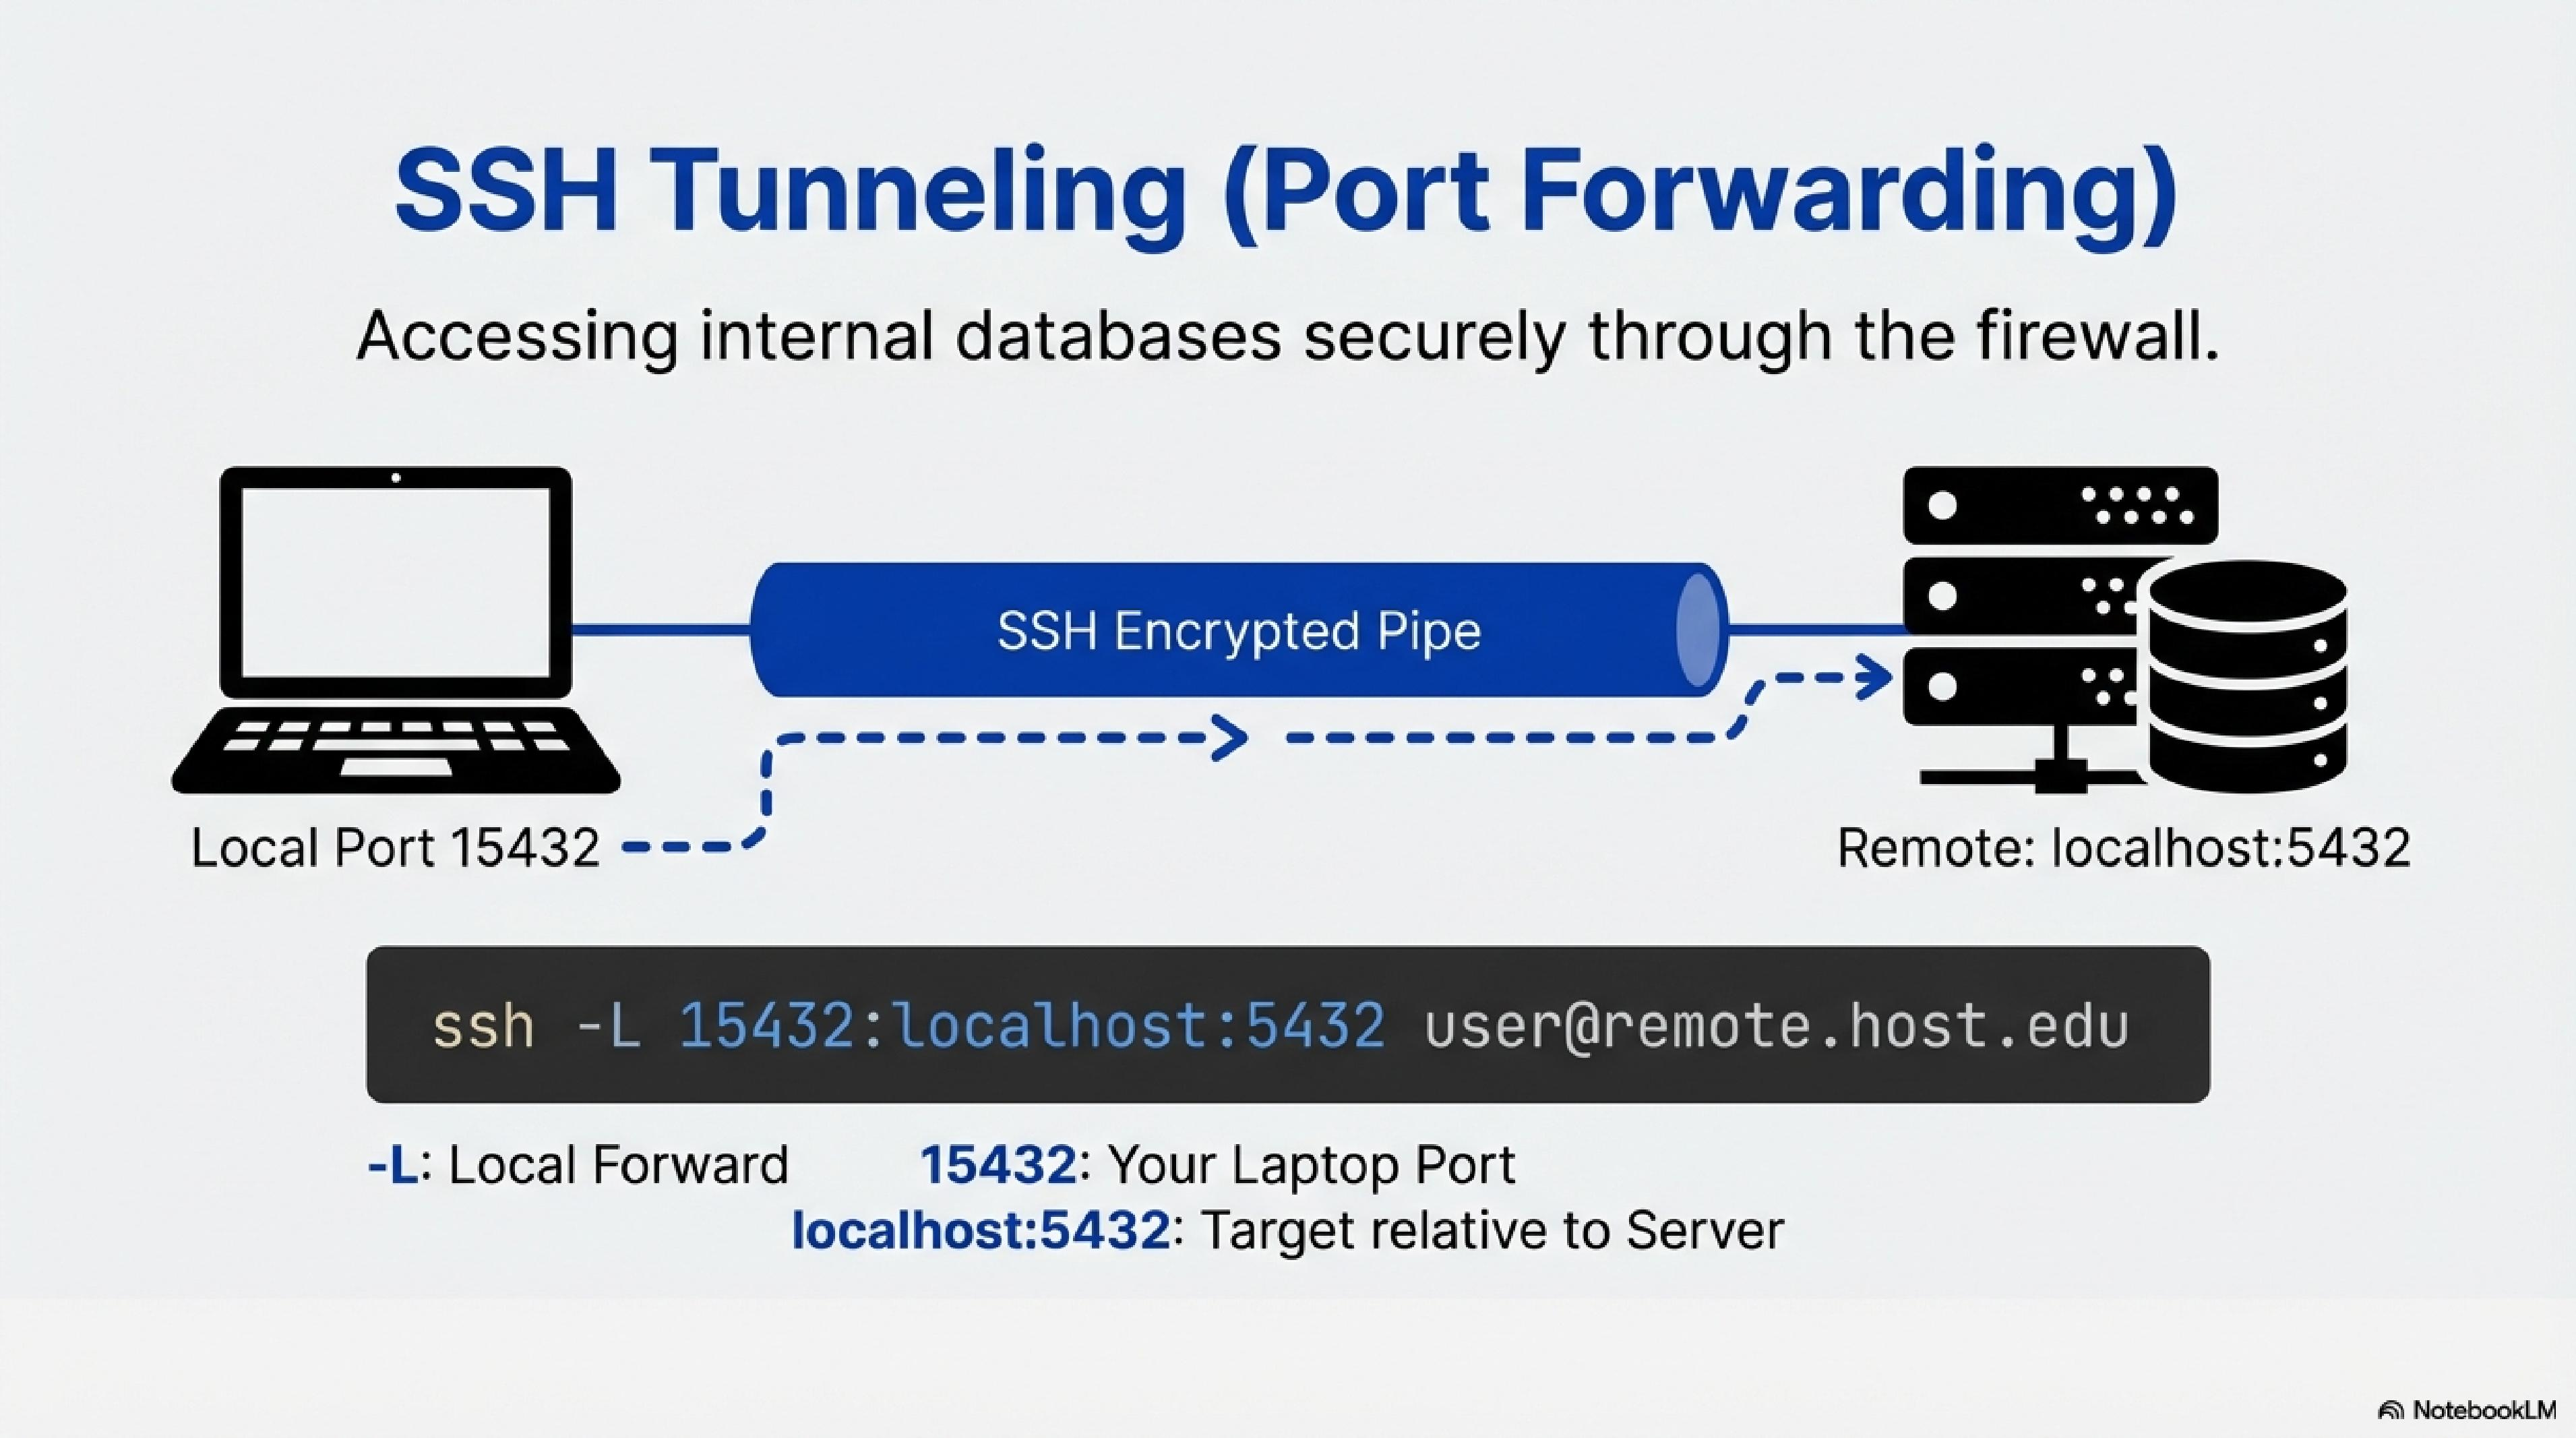 SSH Tunneling (Port Forwarding)
Accessing internal databases securely through the firewall.
SSH Encrypted Pipe
Local Port 15432
Remote: localhost:5432
ssh -L 15432:localhost:5432 user@remote.host.edu
-L: Local Forward
15432: Your Laptop Port
localhost:5432: Target relative to Server
NotebookLM